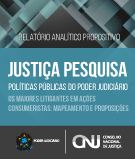 RELATÓRIO ANALÍTICO PROPOSITIVO
JUSTIÇA PESQUISA
POLÍTICAS PÚBLICAS DO PODER JUDICIÁRIO
OS MAIORES LITIGANTES EM AÇÕES
CONSUMERISTAS: MAPEAMENTO E PROPOSIÇÕES
PODER JUDICIÁRIO
CNJ
CONSELHO
NACIONAL
DE JUSTIÇA